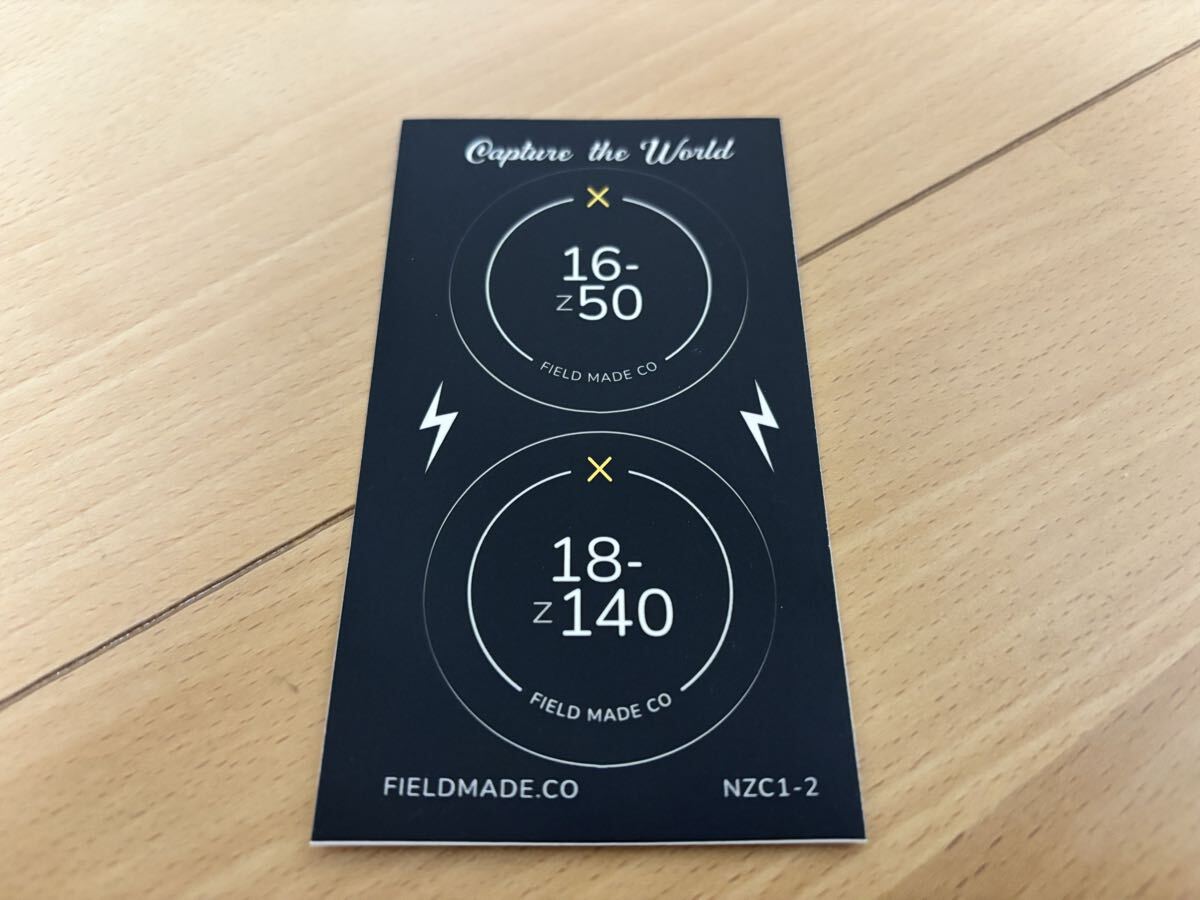 Capture the World
16-
z50
FIELD MADE CO
18-
z140
FIELD MADE CO
FIELDMADE.CO
NZC1-2